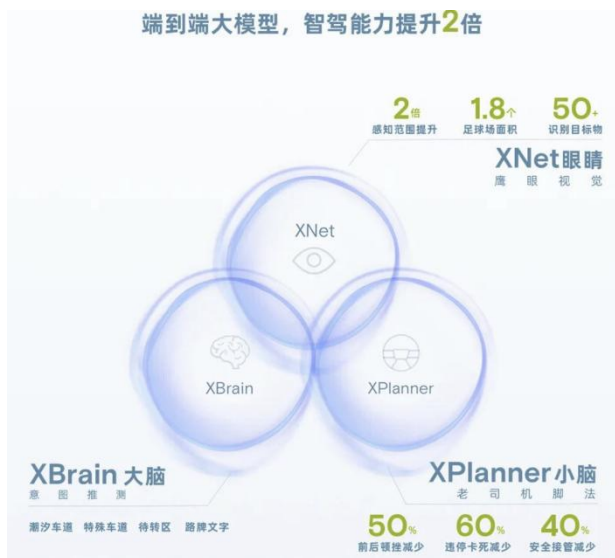 端到端大模型，智驾能力提升2倍
2倍 1.8个 50+
感知范围提升 足球场面积 识别目标物
XNet眼睛
鹰眼视觉
XNet
XBrain
XPlanner
XBrain 大脑
意图推测
潮汐车道 特殊车道 待转区 路牌文字
XPlanner小脑
老司机脚法
50% 60% 40%
前后顿挫减少 违停卡死减少 安全接管减少